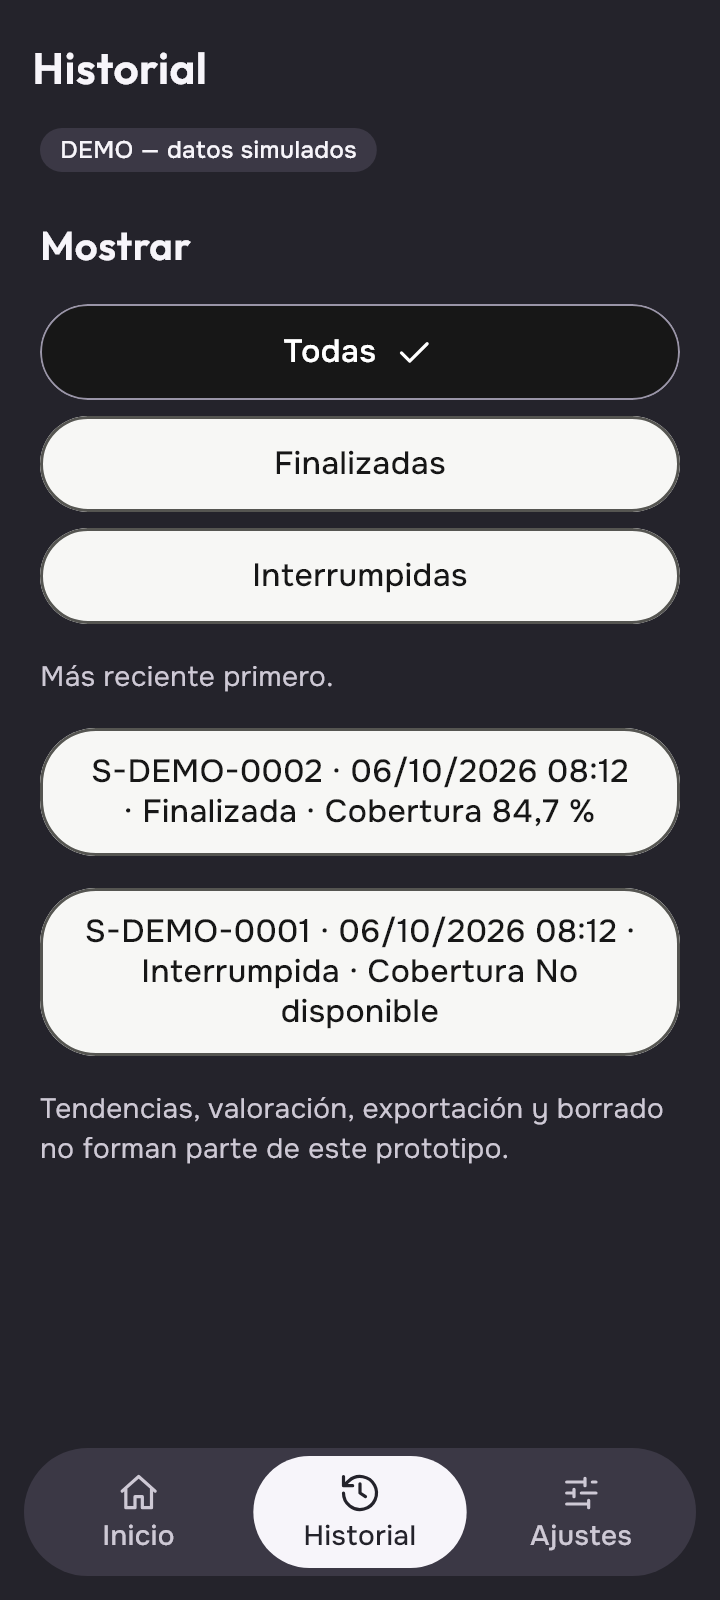 Historial
DEMO — datos simulados
Mostrar
Todas
Finalizadas
Interrumpidas
Más reciente primero.
S-DEMO-0002 · 06/10/2026 08:12
· Finalizada · Cobertura 84,7 %
S-DEMO-0001 · 06/10/2026 08:12 ·
Interrumpida · Cobertura No
disponible
Tendencias, valoración, exportación y borrado
no forman parte de este prototipo.
Inicio
Historial
Ajustes